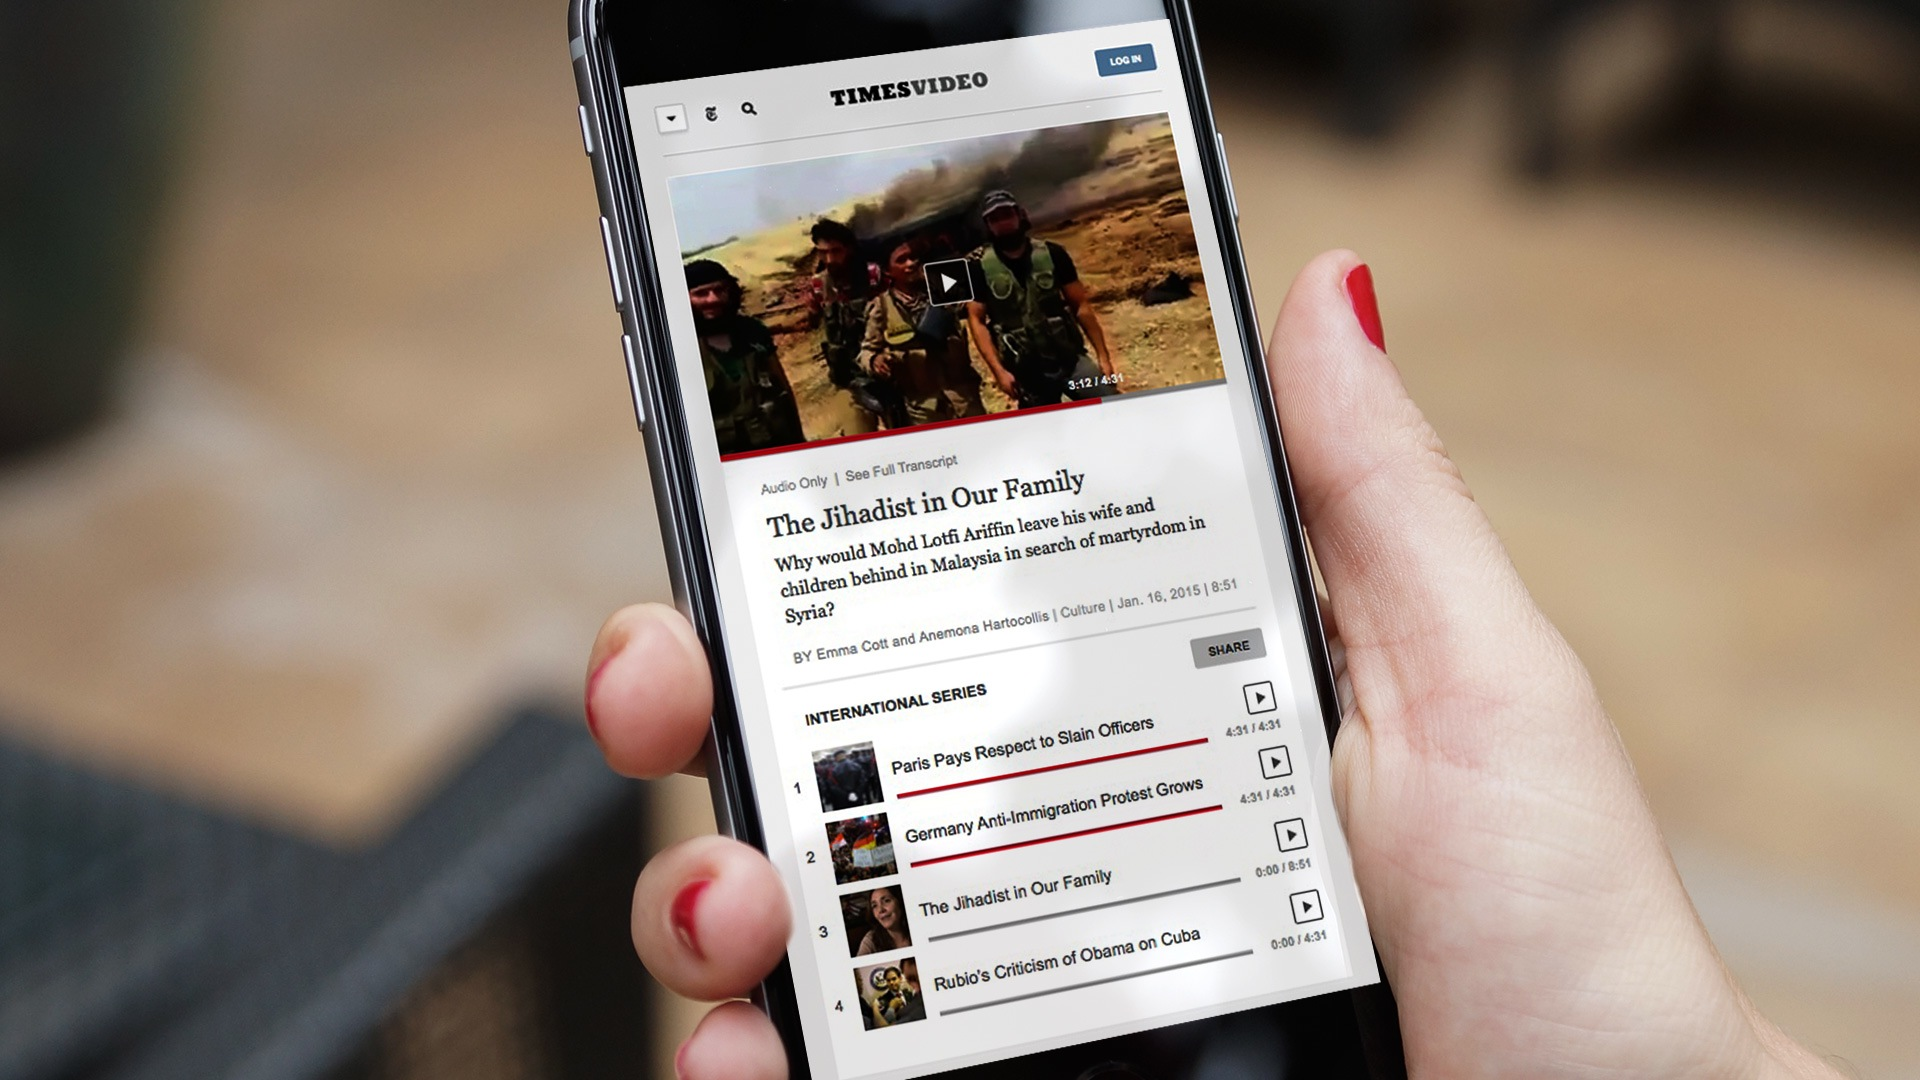 TIMESVIDEO
LOG IN
3:12 / 4:31
Audio Only | See Full Transcript
The Jihadist in Our Family
Why would Mohd Lotfi Ariffin leave his wife and
children behind in Malaysia in search of martyrdom in
Syria?
BY Emma Cott and Anemona Hartocollis | Culture | Jan. 16, 2015 | 8:51
SHARE
INTERNATIONAL SERIES
1 Paris Pays Respect to Slain Officers 4:31 / 4:31
2 Germany Anti-Immigration Protest Grows 4:31 / 4:31
3 The Jihadist in Our Family 0:00 / 8:51
4 Rubio's Criticism of Obama on Cuba 0:00 / 4:31